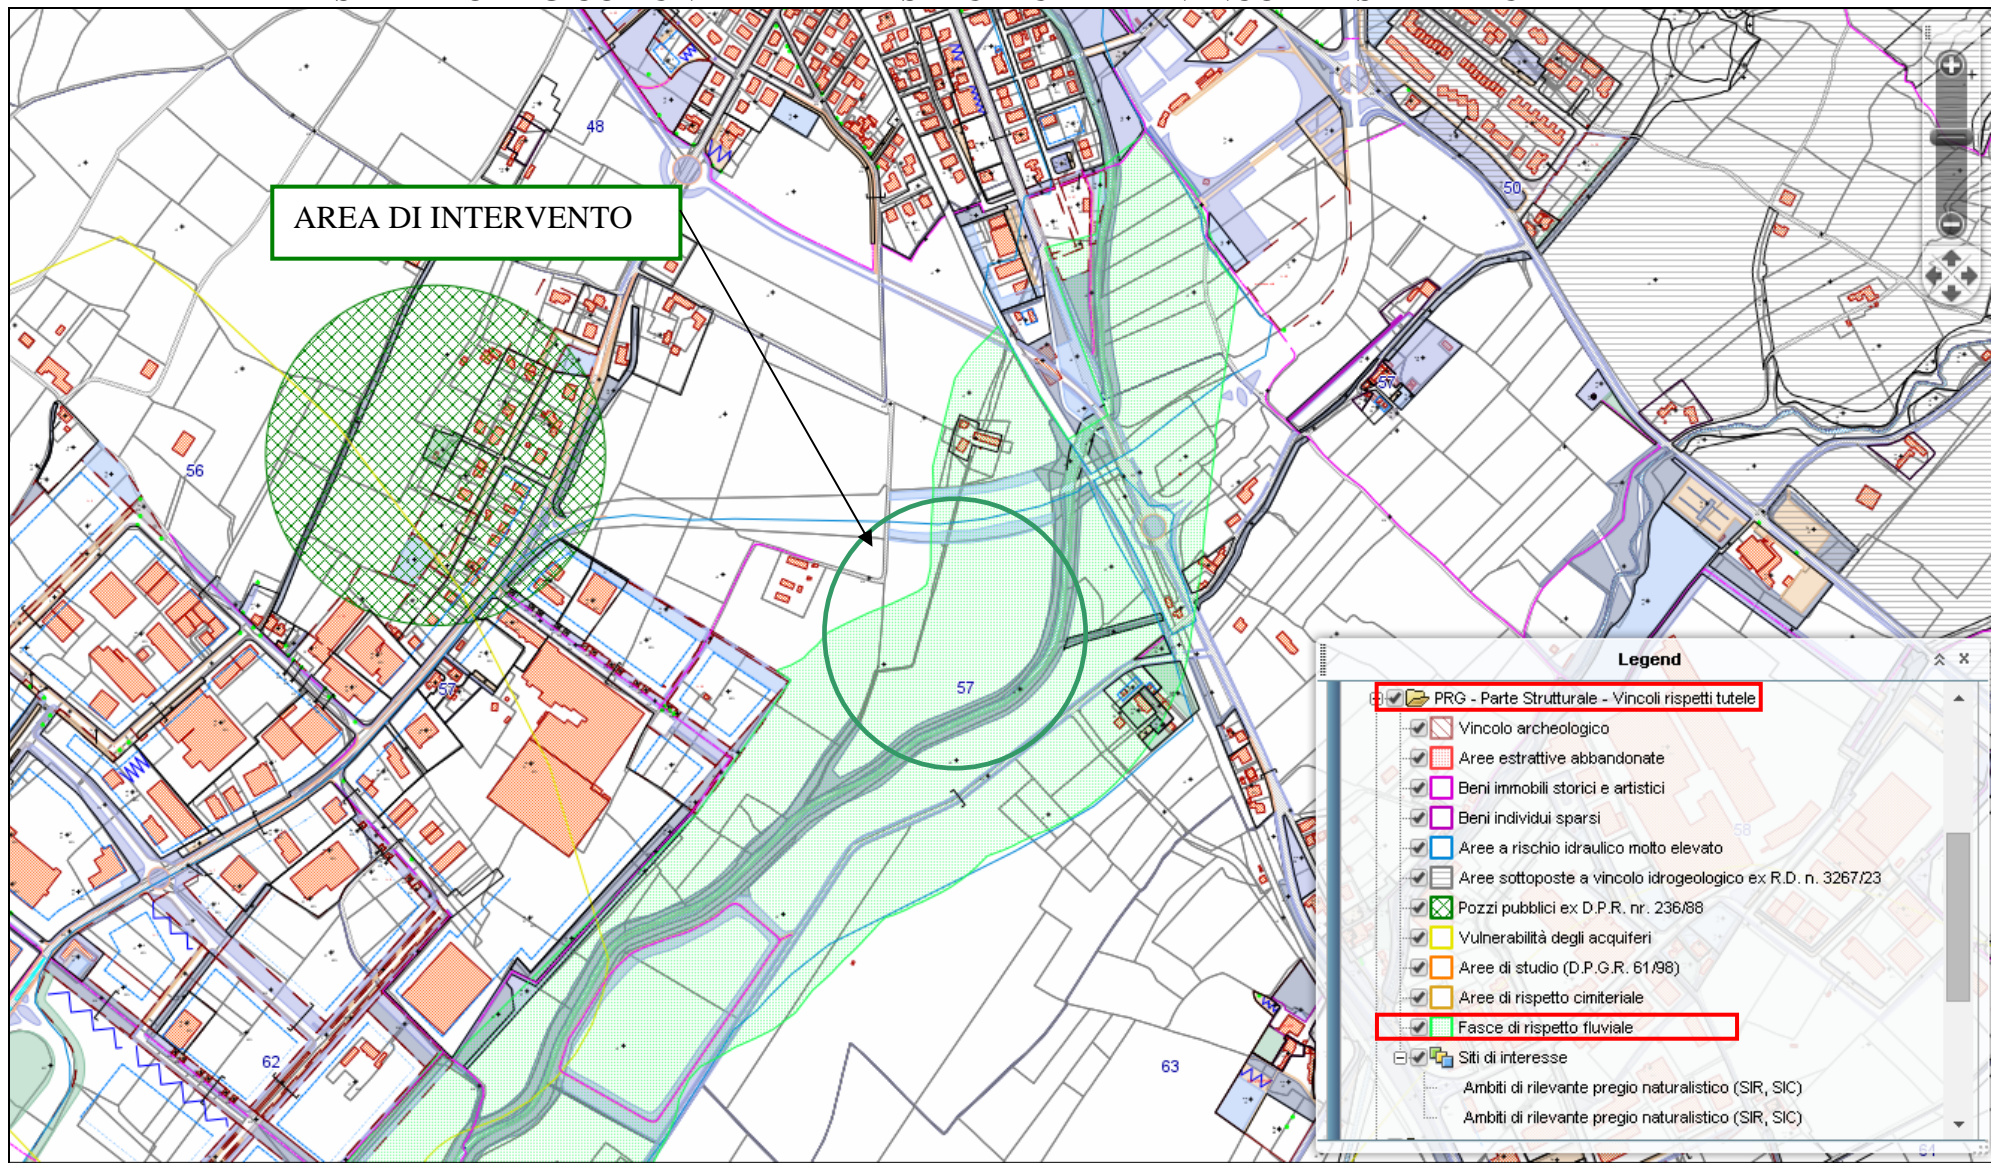 48
50
AREA DI INTERVENTO
57
56
57
57
58
62
63
61
Legend
PRG - Parte Strutturale - Vincoli rispetti tutele
Vincolo archeologico
Aree estrattive abbandonate
Beni immobili storici e artistici
Beni individui sparsi
Aree a rischio idraulico molto elevato
Aree sottoposte a vincolo idrogeologico ex R.D. n. 3267/23
Pozzi pubblici ex D.P.R. nr. 236/88
Vulnerabilità degli acquiferi
Aree di studio (D.P.G.R. 61/98)
Aree di rispetto cimiteriale
Fasce di rispetto fluviale
Siti di interesse
Ambiti di rilevante pregio naturalistico (SIR, SIC)
Ambiti di rilevante pregio naturalistico (SIR, SIC)